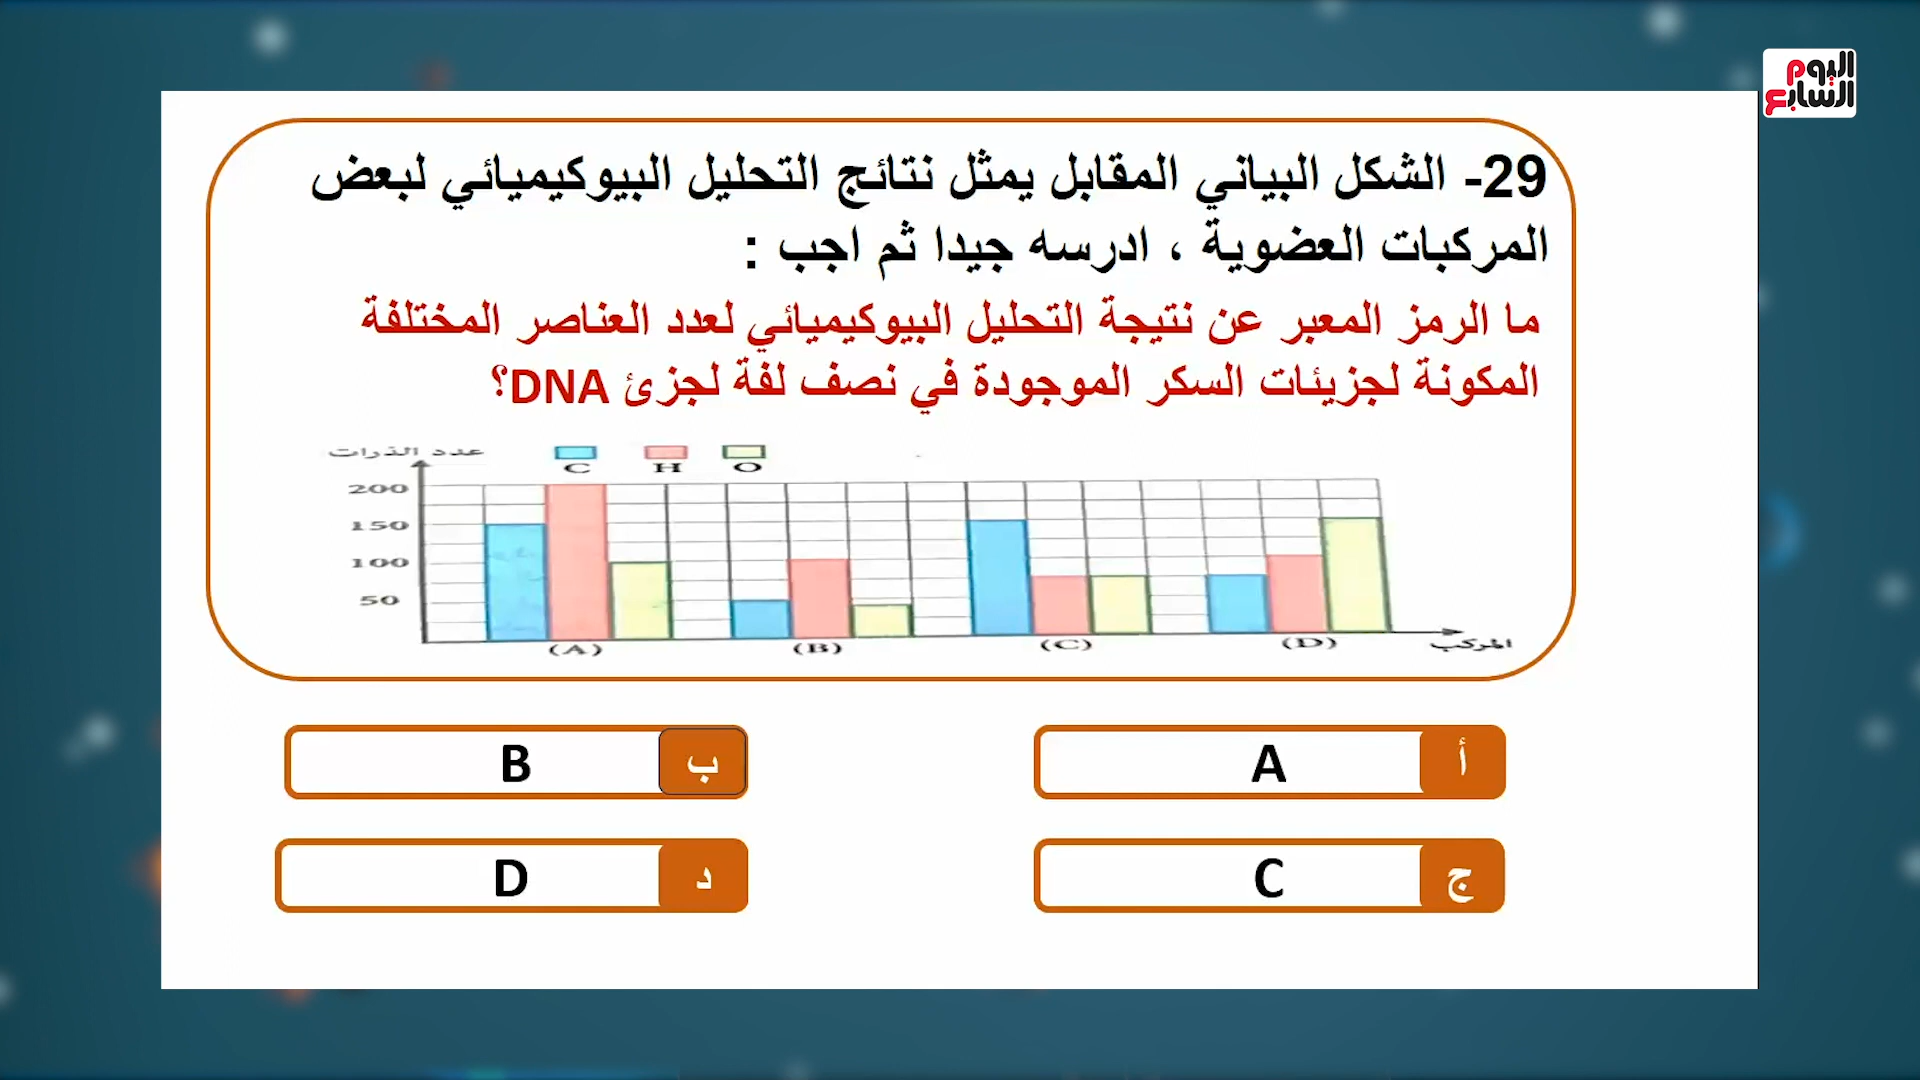 اليوم السابع
29- الشكل البياني المقابل يمثل نتائج التحليل البيوكيميائي لبعض
المركبات العضوية ، ادرسه جيدا ثم اجب :
ما الرمز المعبر عن نتيجة التحليل البيوكيميائي لعدد العناصر المختلفة
المكونة لجزيئات السكر الموجودة في نصف لفة لجزئ DNA؟
عدد الذرات
C H O
200
150
100
50
(A) (B) (C) (D)
المركب
أ A
ب B
ج C
د D